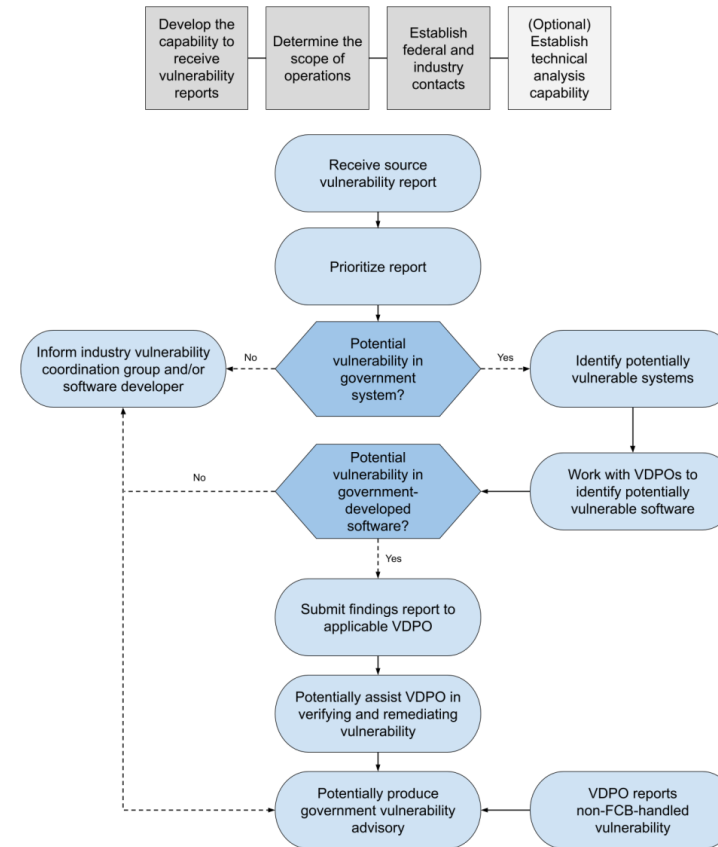 Develop the
capability to
receive
vulnerability
reports
Determine the
scope of
operations
Establish
federal and
industry
contacts
(Optional)
Establish
technical
analysis
capability
Receive source
vulnerability report
Prioritize report
Potential
vulnerability in
government
system?
No
Yes
Inform industry vulnerability
coordination group and/or
software developer
Identify potentially
vulnerable systems
Work with VDPOs to
identify potentially
vulnerable software
Potential
vulnerability in
government-
developed
software?
No
Yes
Submit findings report to
applicable VDPO
Potentially assist VDPO in
verifying and remediating
vulnerability
Potentially produce
government vulnerability
advisory
VDPO reports
non-FCB-handled
vulnerability